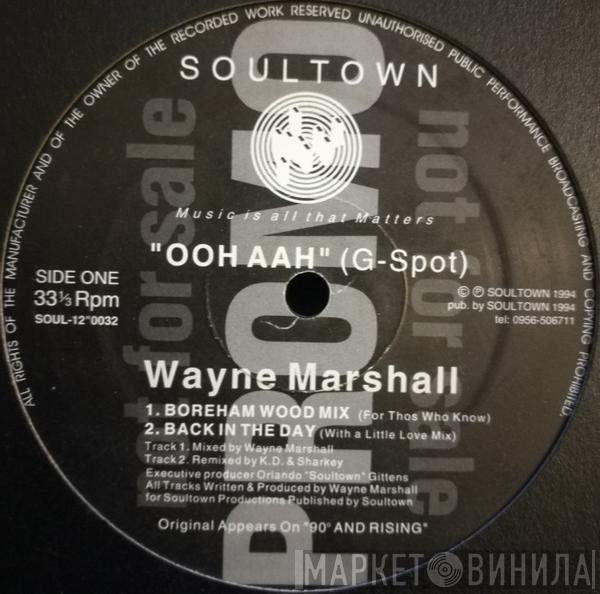 ALL RIGHTS OF THE MANUFACTURER AND OF THE OWNER OF THE RECORDED WORK RESERVED UNAUTHORISED PUBLIC PERFORMANCE BROADCASTING AND COPYING PROHIBITED.
SOULTOWN
Music is all that Matters
"OOH AAH" (G-Spot)
SIDE ONE
33⅓ Rpm
SOUL-12"0032
© ℗ SOULTOWN 1994
pub. by SOULTOWN 1994
tel: 0956-506711
PROMO
not for sale
not for sale
Wayne Marshall
1. BOREHAM WOOD MIX (For Thos Who Know)
2. BACK IN THE DAY (With a Little Love Mix)
Track 1. Mixed by Wayne Marshall
Track 2. Remixed by K.D. & Sharkey
Executive producer Orlando "Soultown" Gittens
All Tracks Written & Produced by Wayne Marshall
for Soultown Productions Published by Soultown
Original Appears On "90° AND RISING"
МАРКЕТ ВИНИЛА